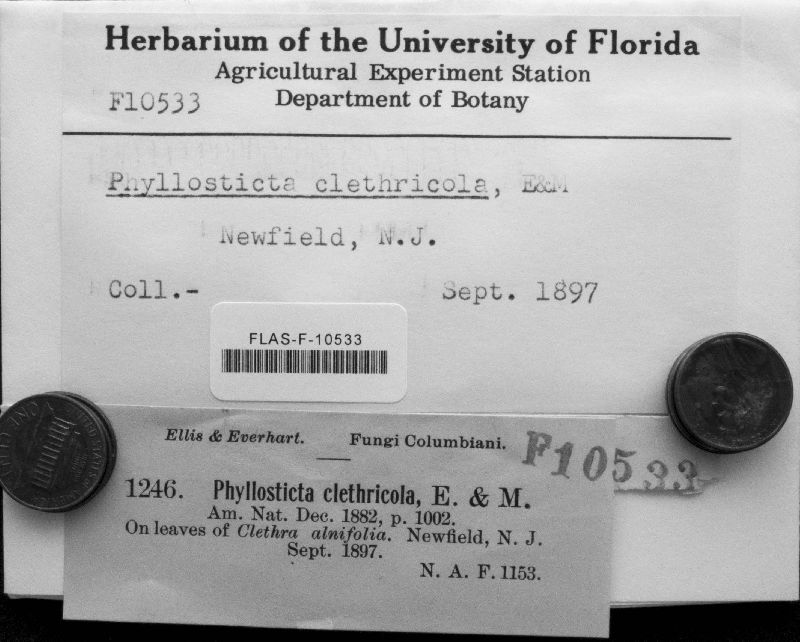 Herbarium of the University of Florida
Agricultural Experiment Station
F10533 Department of Botany
Phyllosticta clethricola, E&M
Newfield, N.J.
Coll.- Sept. 1897
FLAS-F-10533
Ellis & Everhart. Fungi Columbiani.
F10533
1246. Phyllosticta clethricola, E. & M.
Am. Nat. Dec. 1882, p. 1002.
On leaves of Clethra alnifolia. Newfield, N. J.
Sept. 1897.
N. A. F. 1153.